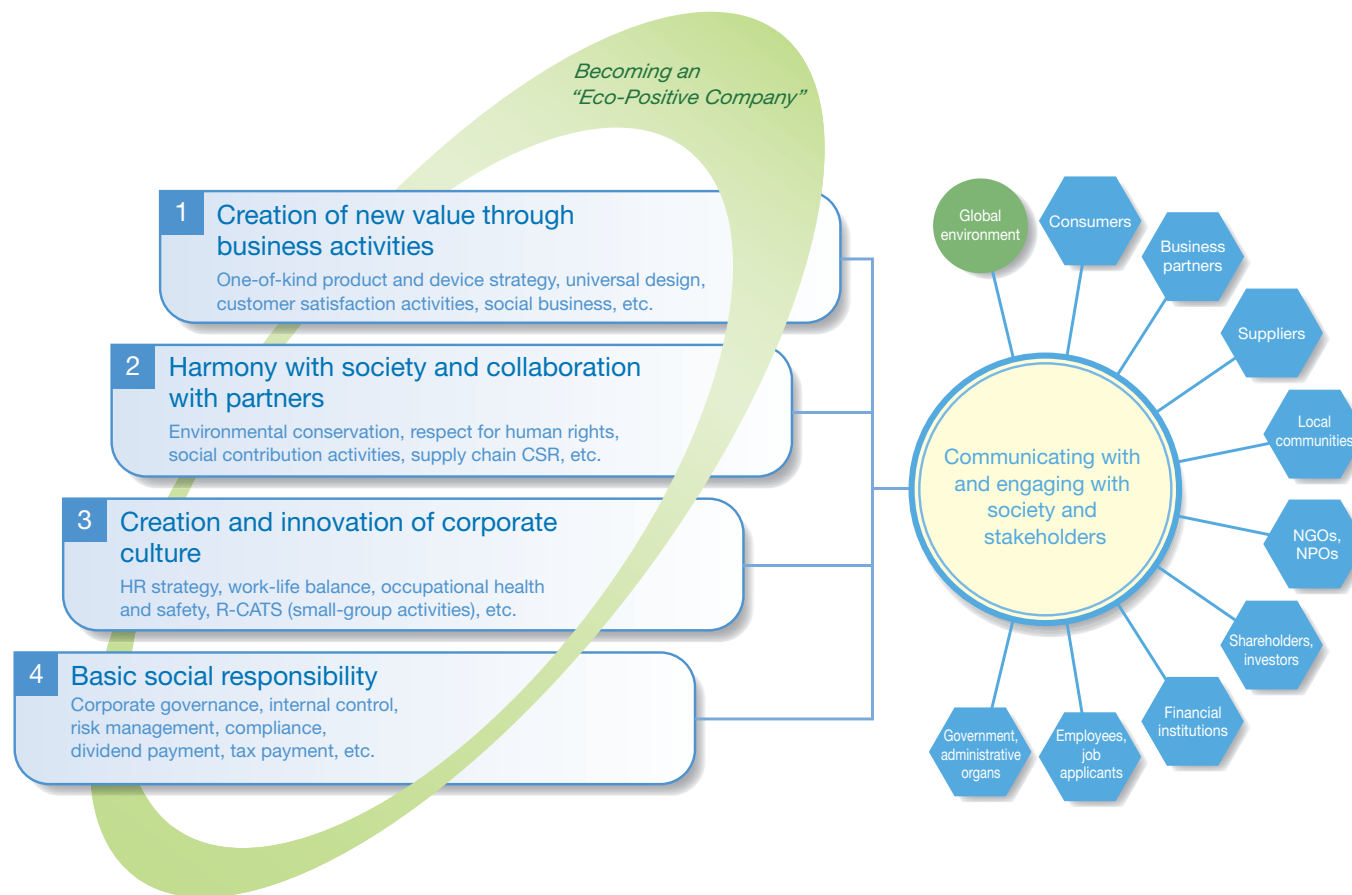 Becoming an
“Eco-Positive Company”
1
Creation of new value through
business activities
One-of-kind product and device strategy, universal design,
customer satisfaction activities, social business, etc.
2
Harmony with society and collaboration
with partners
Environmental conservation, respect for human rights,
social contribution activities, supply chain CSR, etc.
3
Creation and innovation of corporate
culture
HR strategy, work-life balance, occupational health
and safety, R-CATS (small-group activities), etc.
4
Basic social responsibility
Corporate governance, internal control,
risk management, compliance,
dividend payment, tax payment, etc.
Communicating with
and engaging with
society and
stakeholders
Global
environment
Consumers
Business
partners
Suppliers
Local
communities
NGOs,
NPOs
Shareholders,
investors
Financial
institutions
Employees,
job
applicants
Government,
administrative
organs